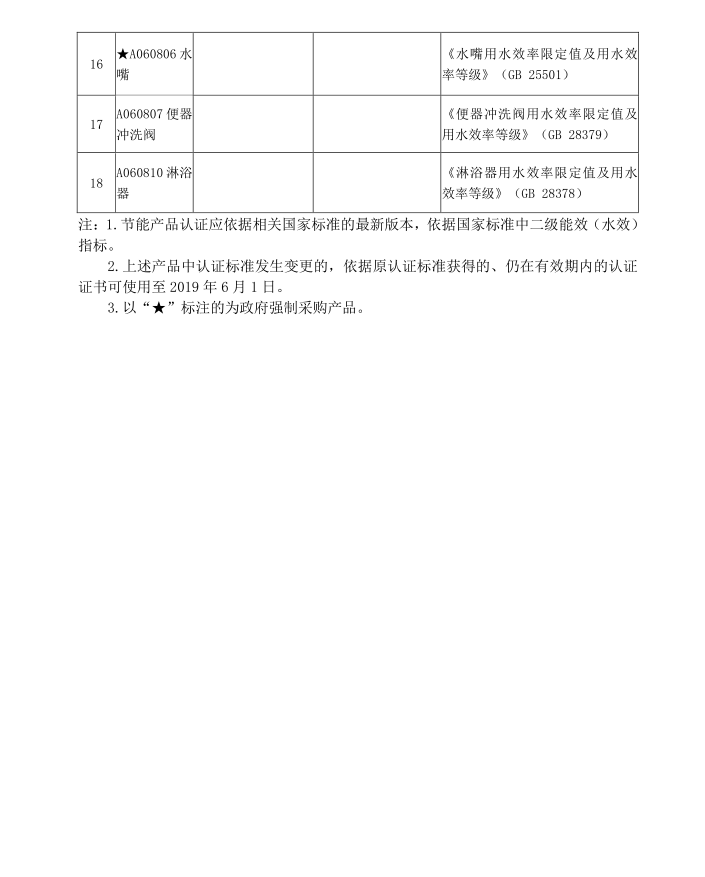 16
★A060806 水
嘴
《水嘴用水效率限定值及用水效
率等级》（GB 25501）
17
A060807 便器
冲洗阀
《便器冲洗阀用水效率限定值及
用水效率等级》（GB 28379）
18
A060810 淋浴
器
《淋浴器用水效率限定值及用水
效率等级》（GB 28378）
注：1.节能产品认证应依据相关国家标准的最新版本，依据国家标准中二级能效（水效）
指标。
2.上述产品中认证标准发生变更的，依据原认证标准获得的、仍在有效期内的认证
证书可使用至 2019 年 6 月 1 日。
3.以“★”标注的为政府强制采购产品。